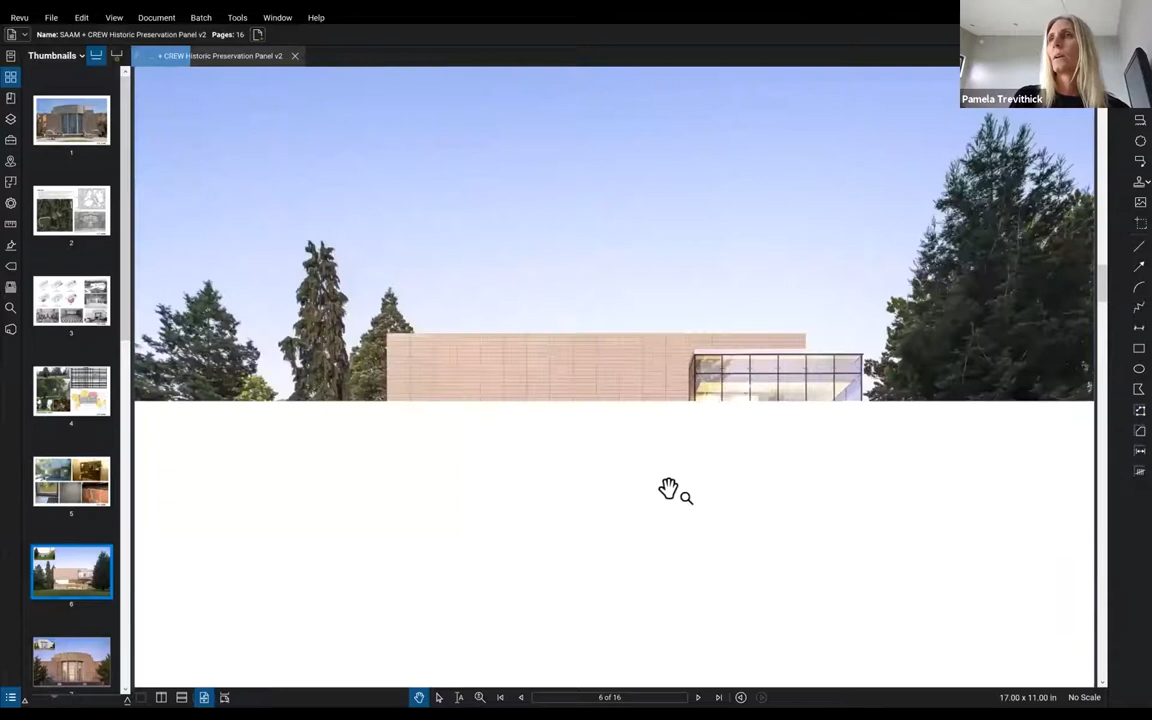 Revu File Edit View Document Batch Tools Window Help
Name: SAAM + CREW Historic Preservation Panel v2 Pages: 16
Thumbnails
... + CREW Historic Preservation Panel v2
Pamela Trevithick
1
2
3
4
5
6
6 of 16
17.00 x 11.00 in No Scale